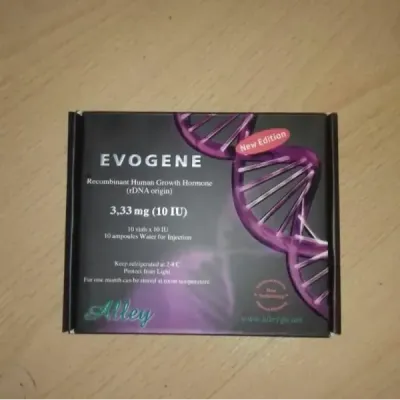 New Edition
EVOGENE
Recombinant Human Growth Hormone
(rDNA origin)
3,33 mg (10 IU)
10 vials x 10 IU
10 ampoules Water for Injection
Keep refrigerated at 2-8 C
Protect from Light
For one month can be stored at room temperature
Alley